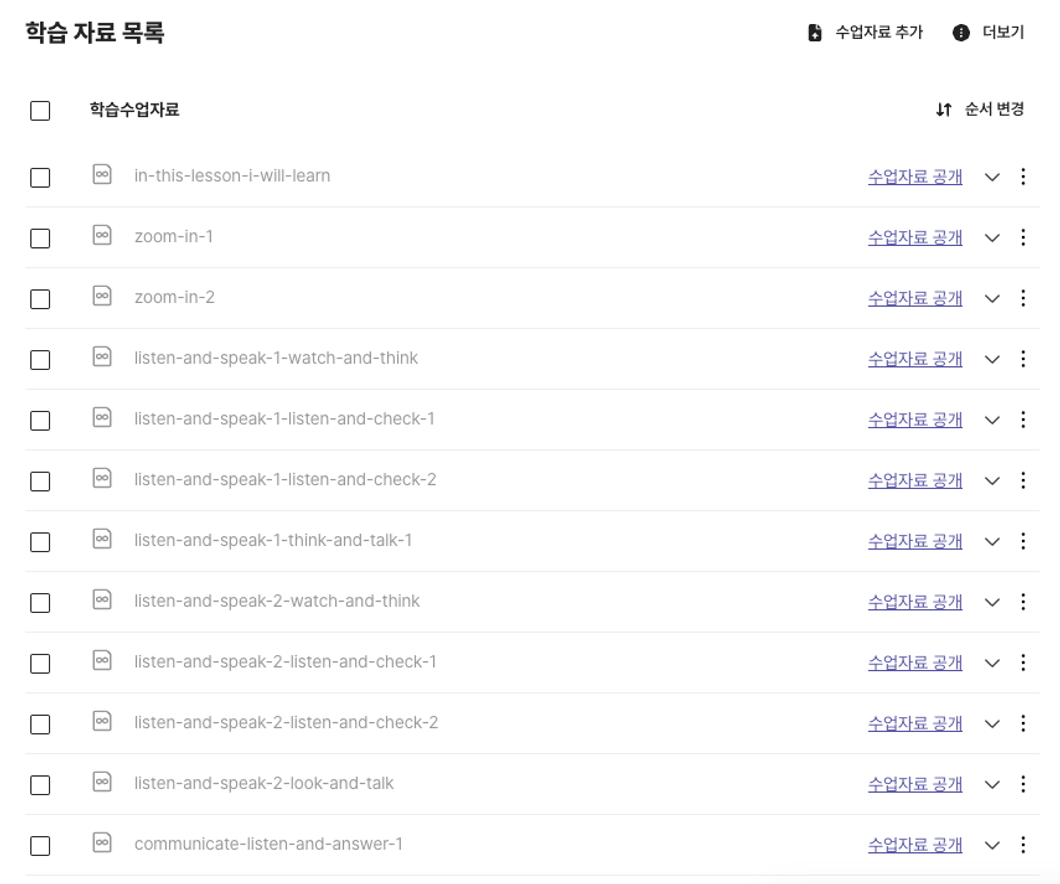 학습 자료 목록 수업자료 추가 더보기
학습수업자료 순서 변경
in-this-lesson-i-will-learn 수업자료 공개
zoom-in-1 수업자료 공개
zoom-in-2 수업자료 공개
listen-and-speak-1-watch-and-think 수업자료 공개
listen-and-speak-1-listen-and-check-1 수업자료 공개
listen-and-speak-1-listen-and-check-2 수업자료 공개
listen-and-speak-1-think-and-talk-1 수업자료 공개
listen-and-speak-2-watch-and-think 수업자료 공개
listen-and-speak-2-listen-and-check-1 수업자료 공개
listen-and-speak-2-listen-and-check-2 수업자료 공개
listen-and-speak-2-look-and-talk 수업자료 공개
communicate-listen-and-answer-1 수업자료 공개